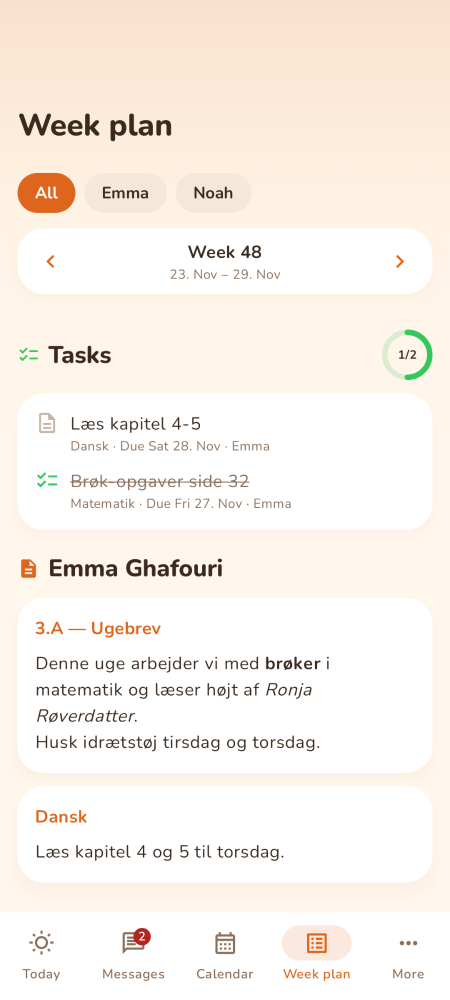 Week plan
All
Emma
Noah
Week 48
23. Nov – 29. Nov
Tasks
1/2
Læs kapitel 4-5
Dansk · Due Sat 28. Nov · Emma
Brøk-opgaver side 32
Matematik · Due Fri 27. Nov · Emma
Emma Ghafouri
3.A — Ugebrev
Denne uge arbejder vi med brøker i
matematik og læser højt af Ronja
Røverdatter.
Husk idrætstøj tirsdag og torsdag.
Dansk
Læs kapitel 4 og 5 til torsdag.
2
Today
Messages
Calendar
Week plan
More